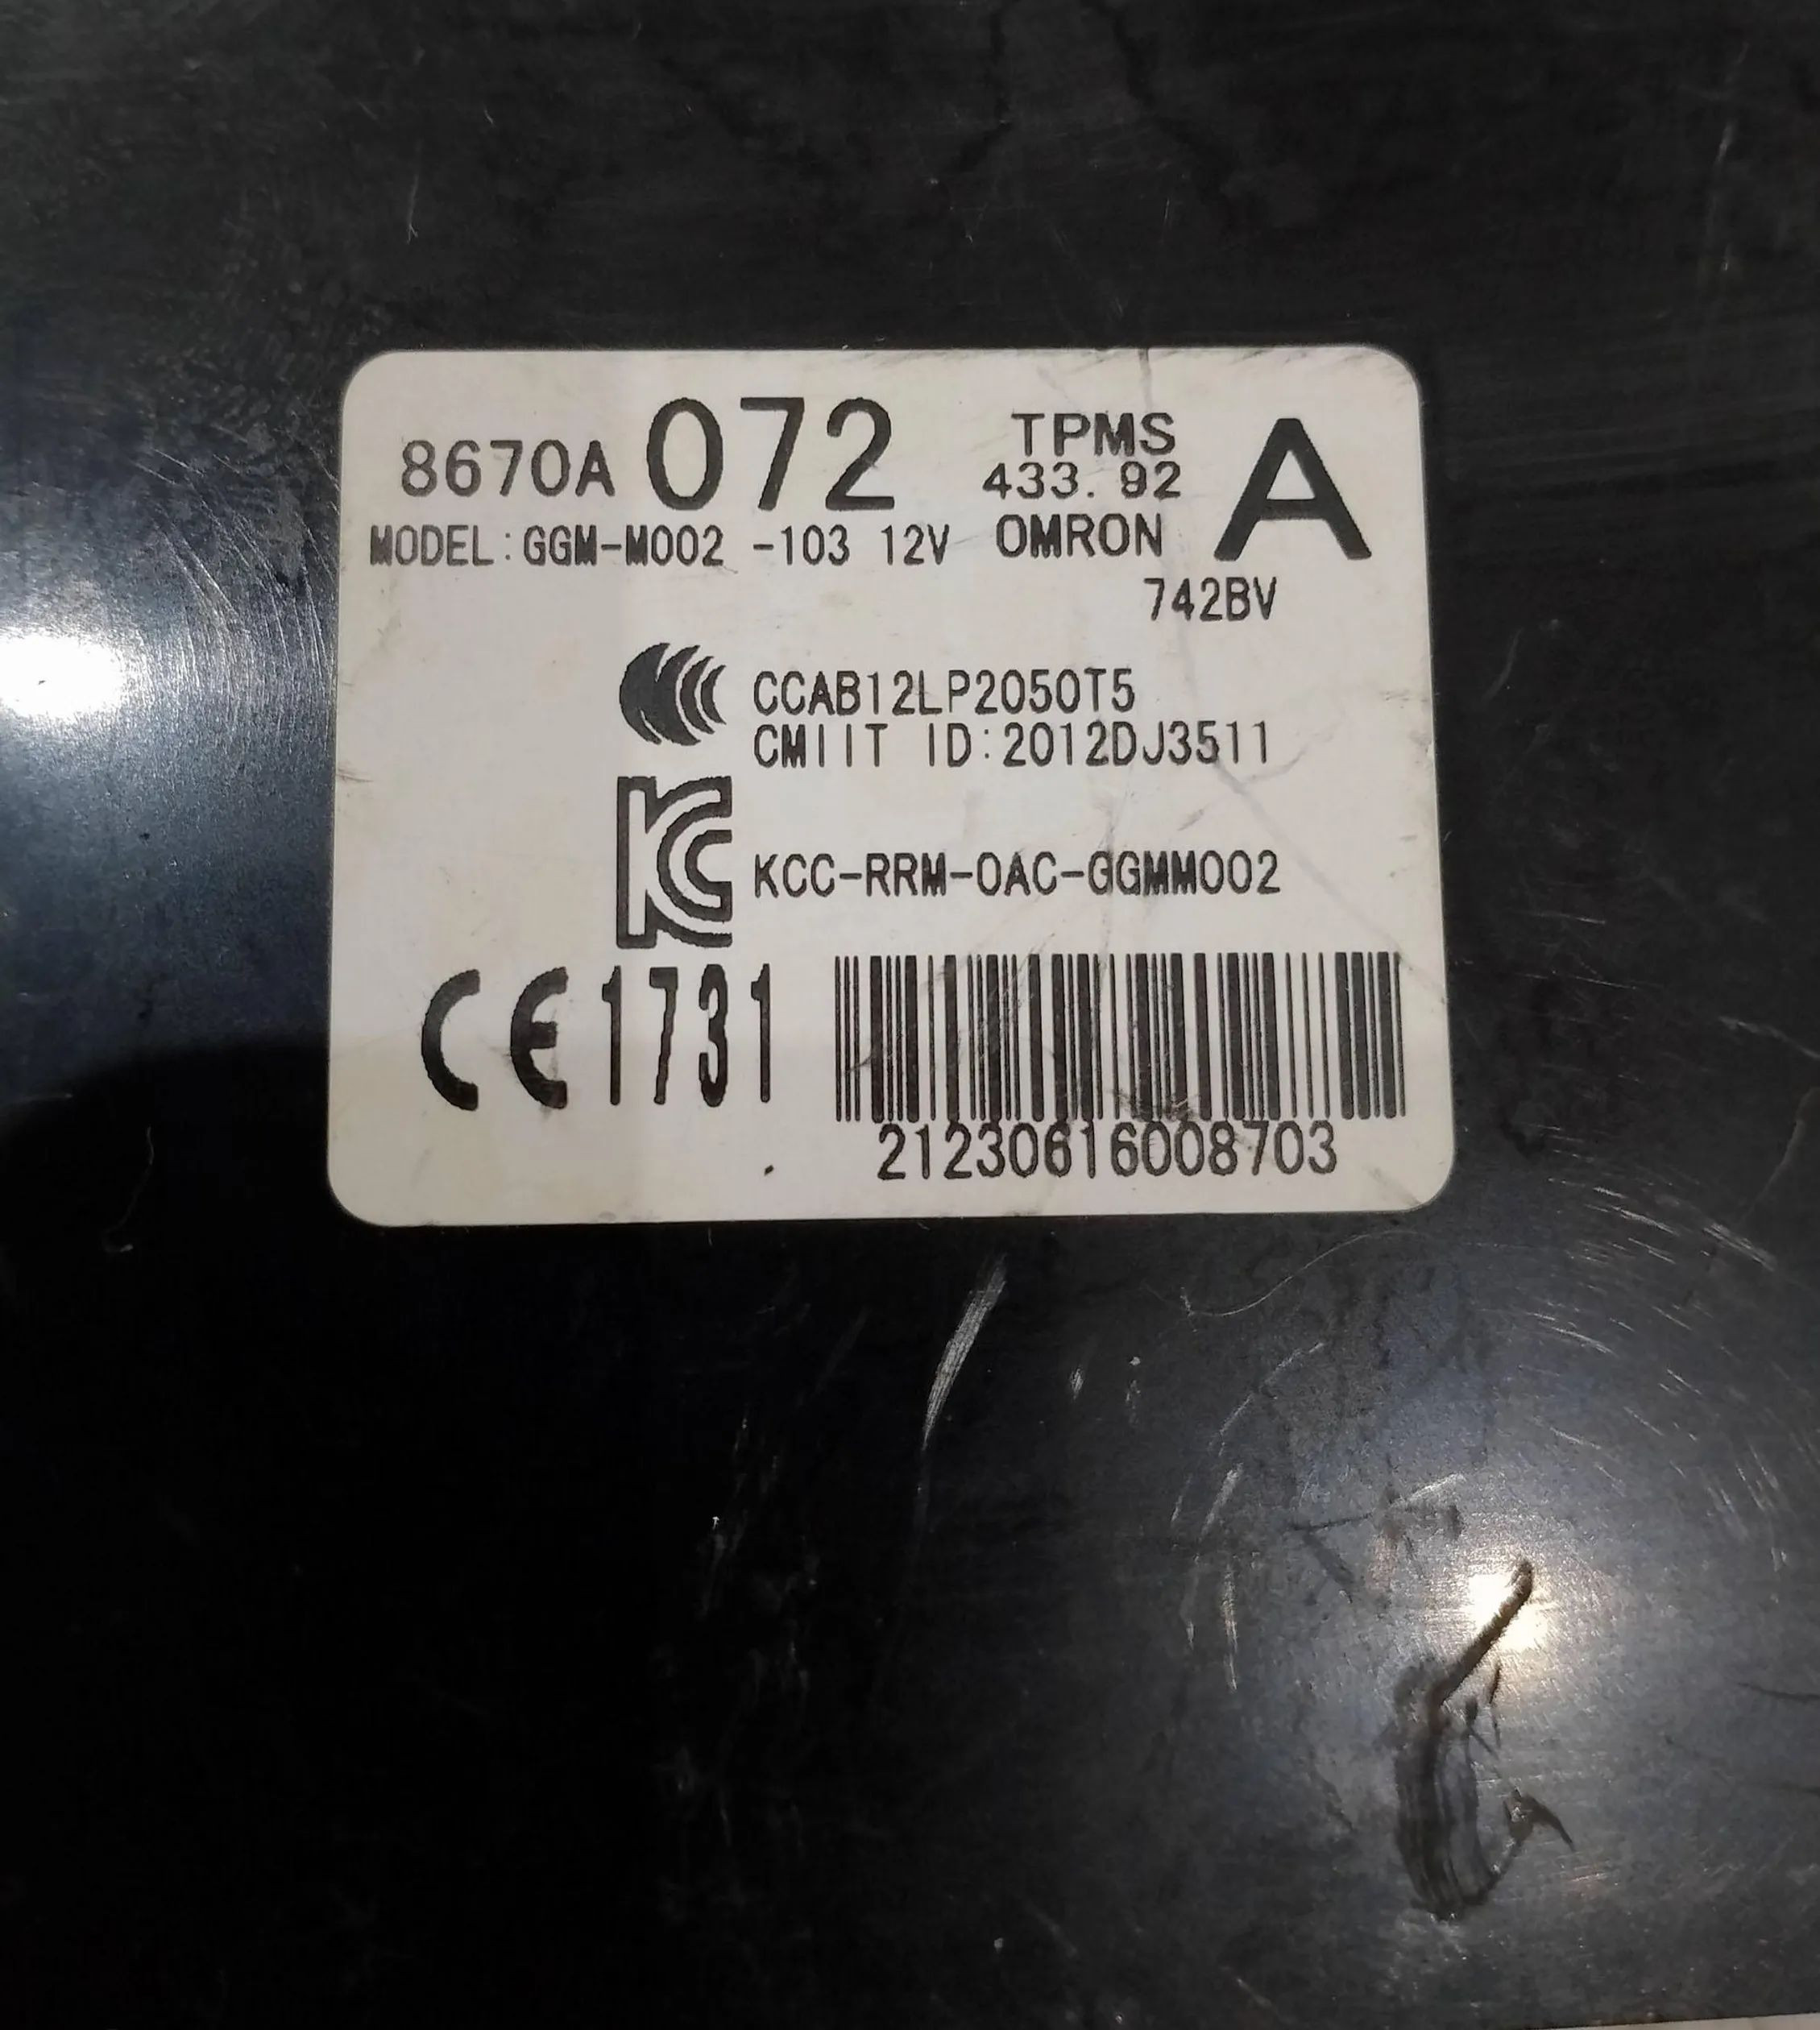 8670A 072 TPMS A
433.92
MODEL:GGM-M002 -103 12V OMRON
742BV
CCAB12LP2050T5
CMIIT ID:2012DJ3511
KCC-RRM-OAC-GGMM002
CE1731
21230616008703